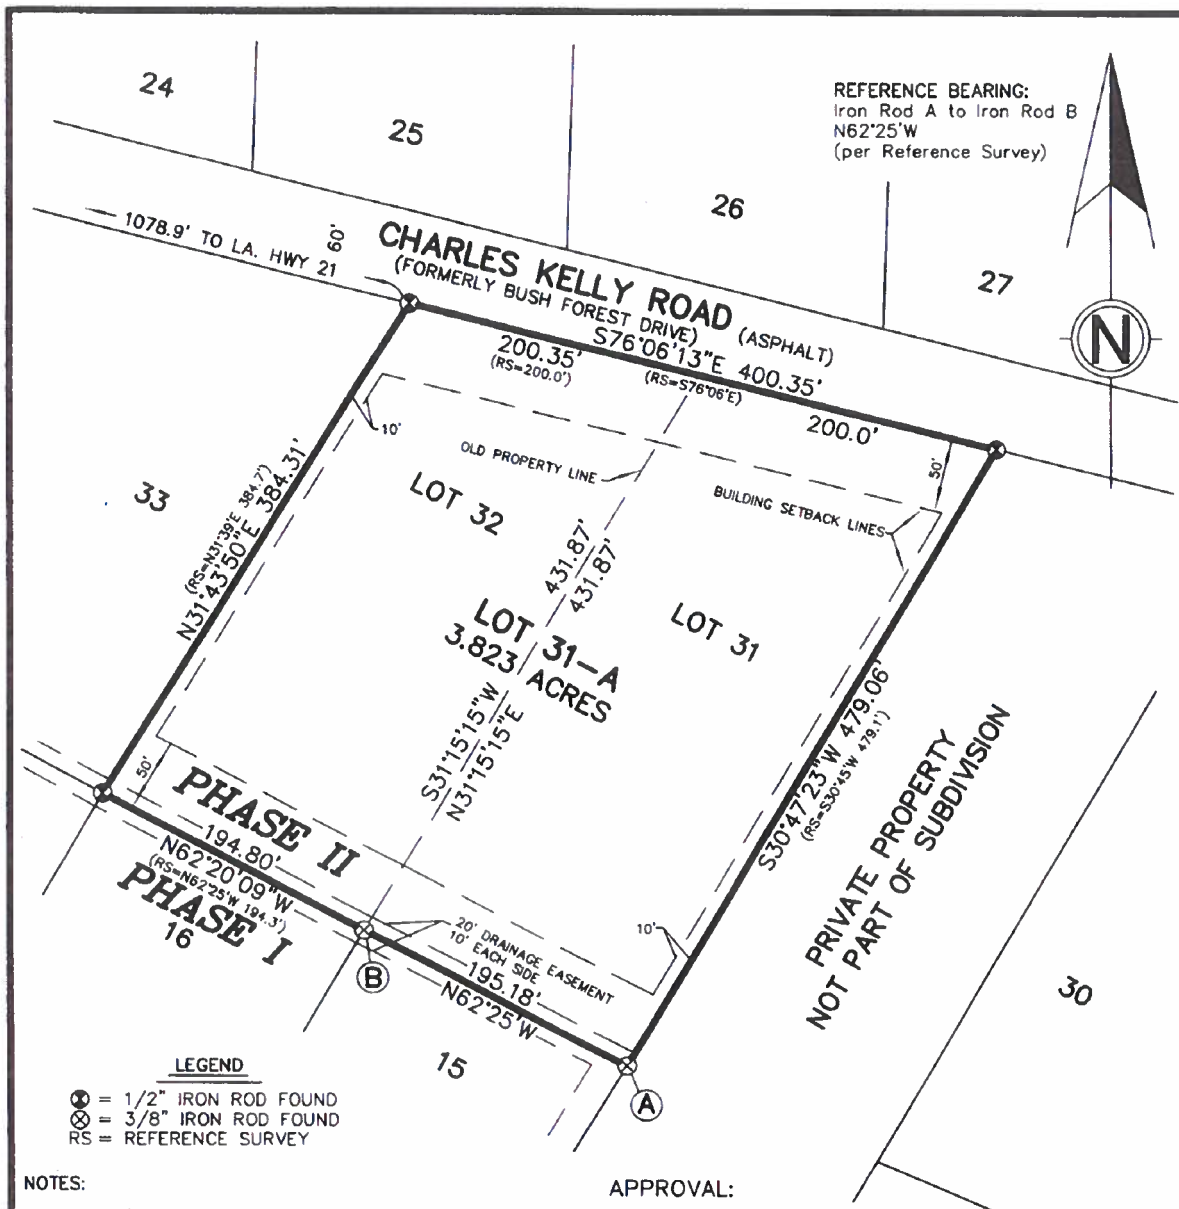 24
25
26
27
REFERENCE BEARING:
Iron Rod A to Iron Rod B
N62°25'W
(per Reference Survey)
N
1078.9' TO LA. HWY 21
60'
CHARLES KELLY ROAD (ASPHALT)
(FORMERLY BUSH FOREST DRIVE)
S76°06'13"E 400.35'
(RS=S76°06'E)
200.35'
(RS=200.0')
200.0'
10'
50'
OLD PROPERTY LINE
BUILDING SETBACK LINES
33
(RS=N31°39'E 384.7')
N31°43'50"E 384.31'
LOT 32
431.87'
431.87'
LOT 31
LOT 31-A
3.823 ACRES
S31°15'15"W
N31°15'15"E
S30°47'23"W 479.06'
(RS=S30°45'W 479.1')
PRIVATE PROPERTY
NOT PART OF SUBDIVISION
50'
PHASE II
194.80'
N62°20'09"W
(RS=N62°25'W 194.3')
PHASE I
16
20' DRAINAGE EASEMENT
10' EACH SIDE
195.18'
N62°25'W
10'
B
A
15
30
LEGEND
= 1/2" IRON ROD FOUND
= 3/8" IRON ROD FOUND
RS = REFERENCE SURVEY
NOTES:
APPROVAL: